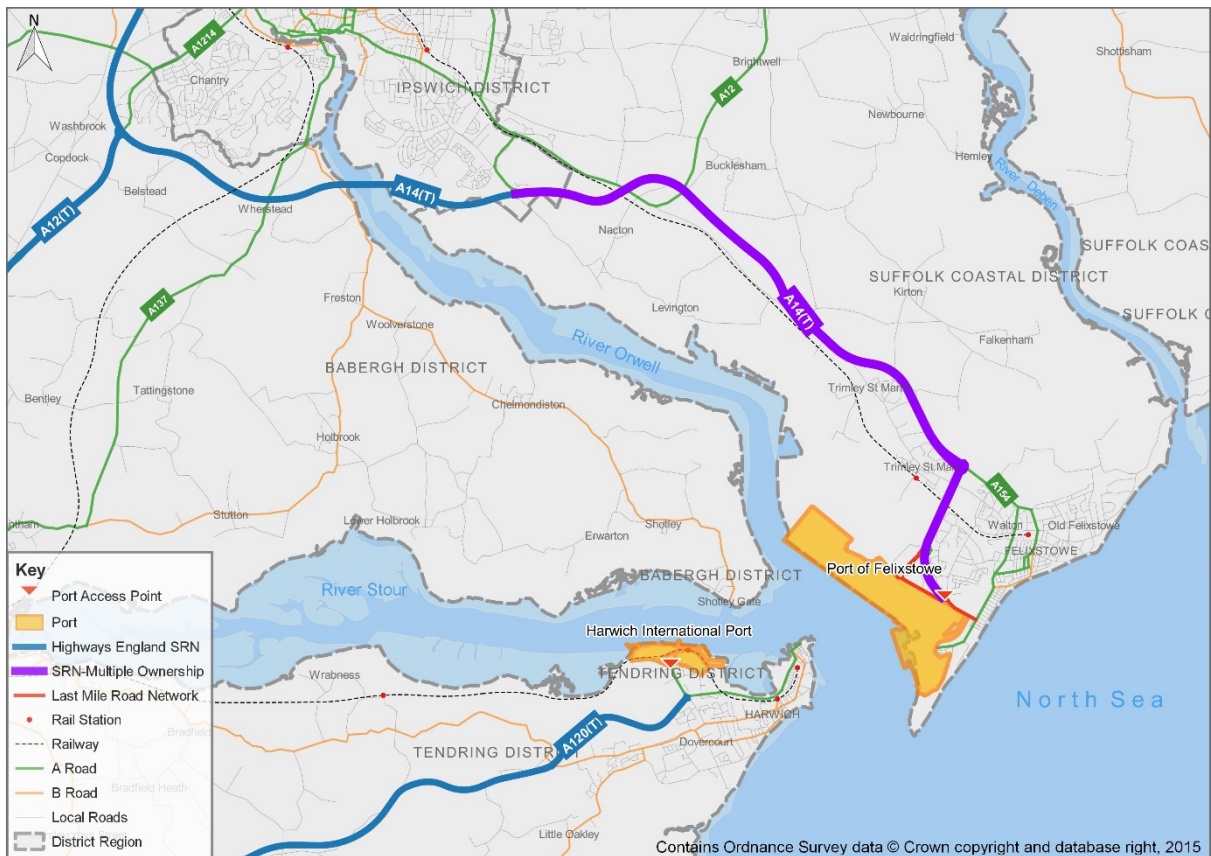 N
A1214
Chantry
IPSWICH DISTRICT
Brightwell
Waldringfield
Shottisham
A12
Washbrook
Copdock
Belstead
A12(T)
Wherstead
A14(T)
Nacton
Bucklesham
Newbourne
Hemley
River Deben
SUFFOLK COAS
SUFFOLK COASTAL DISTRICT
Kirton
SUFFOLK C
A137
Freston
Woolverstone
Levington
A14(T)
Falkenham
River Orwell
BABERGH DISTRICT
Tattingstone
Bentley
Chelmondiston
Trimley St Mart
Holbrook
Trimley St Mary
A154
Walton
Old Felixstowe
FELIXSTOWE
Stutton
Lower Holbrook
Erwarton
Shotley
Port of Felixstowe
BABERGH DISTRICT
Shotley Gate
River Stour
Harwich International Port
TENDRING DISTRICT
Wrabness
HARWICH
North Sea
A120(T)
Dovercourt
TENDRING DISTRICT
Bradfield
Bradfield Heath
Little Oakley
Key
Port Access Point
Port
Highways England SRN
SRN-Multiple Ownership
Last Mile Road Network
Rail Station
Railway
A Road
B Road
Local Roads
District Region
Contains Ordnance Survey data © Crown copyright and database right, 2015